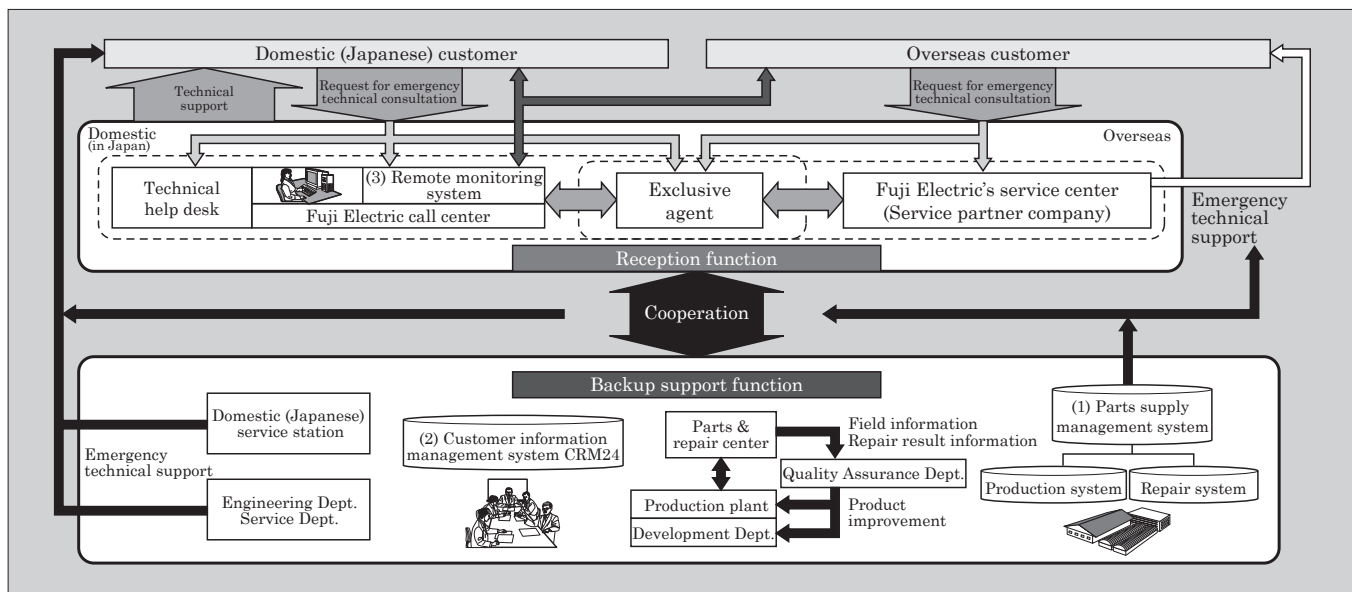 Domestic (Japanese) customer
Overseas customer
Technical
support
Request for emergency
technical consultation
Request for emergency
technical consultation
Domestic
(in Japan)
Overseas
Technical
help desk
(3) Remote monitoring
system
Fuji Electric call center
Exclusive
agent
Fuji Electric's service center
(Service partner company)
Emergency
technical
support
Reception function
Cooperation
Backup support function
Domestic (Japanese)
service station
Emergency
technical support
Engineering Dept.
Service Dept.
(2) Customer information
management system CRM24
Parts &
repair center
Field information
Repair result information
Quality Assurance Dept.
Production plant
Development Dept.
Product
improvement
(1) Parts supply
management system
Production system
Repair system